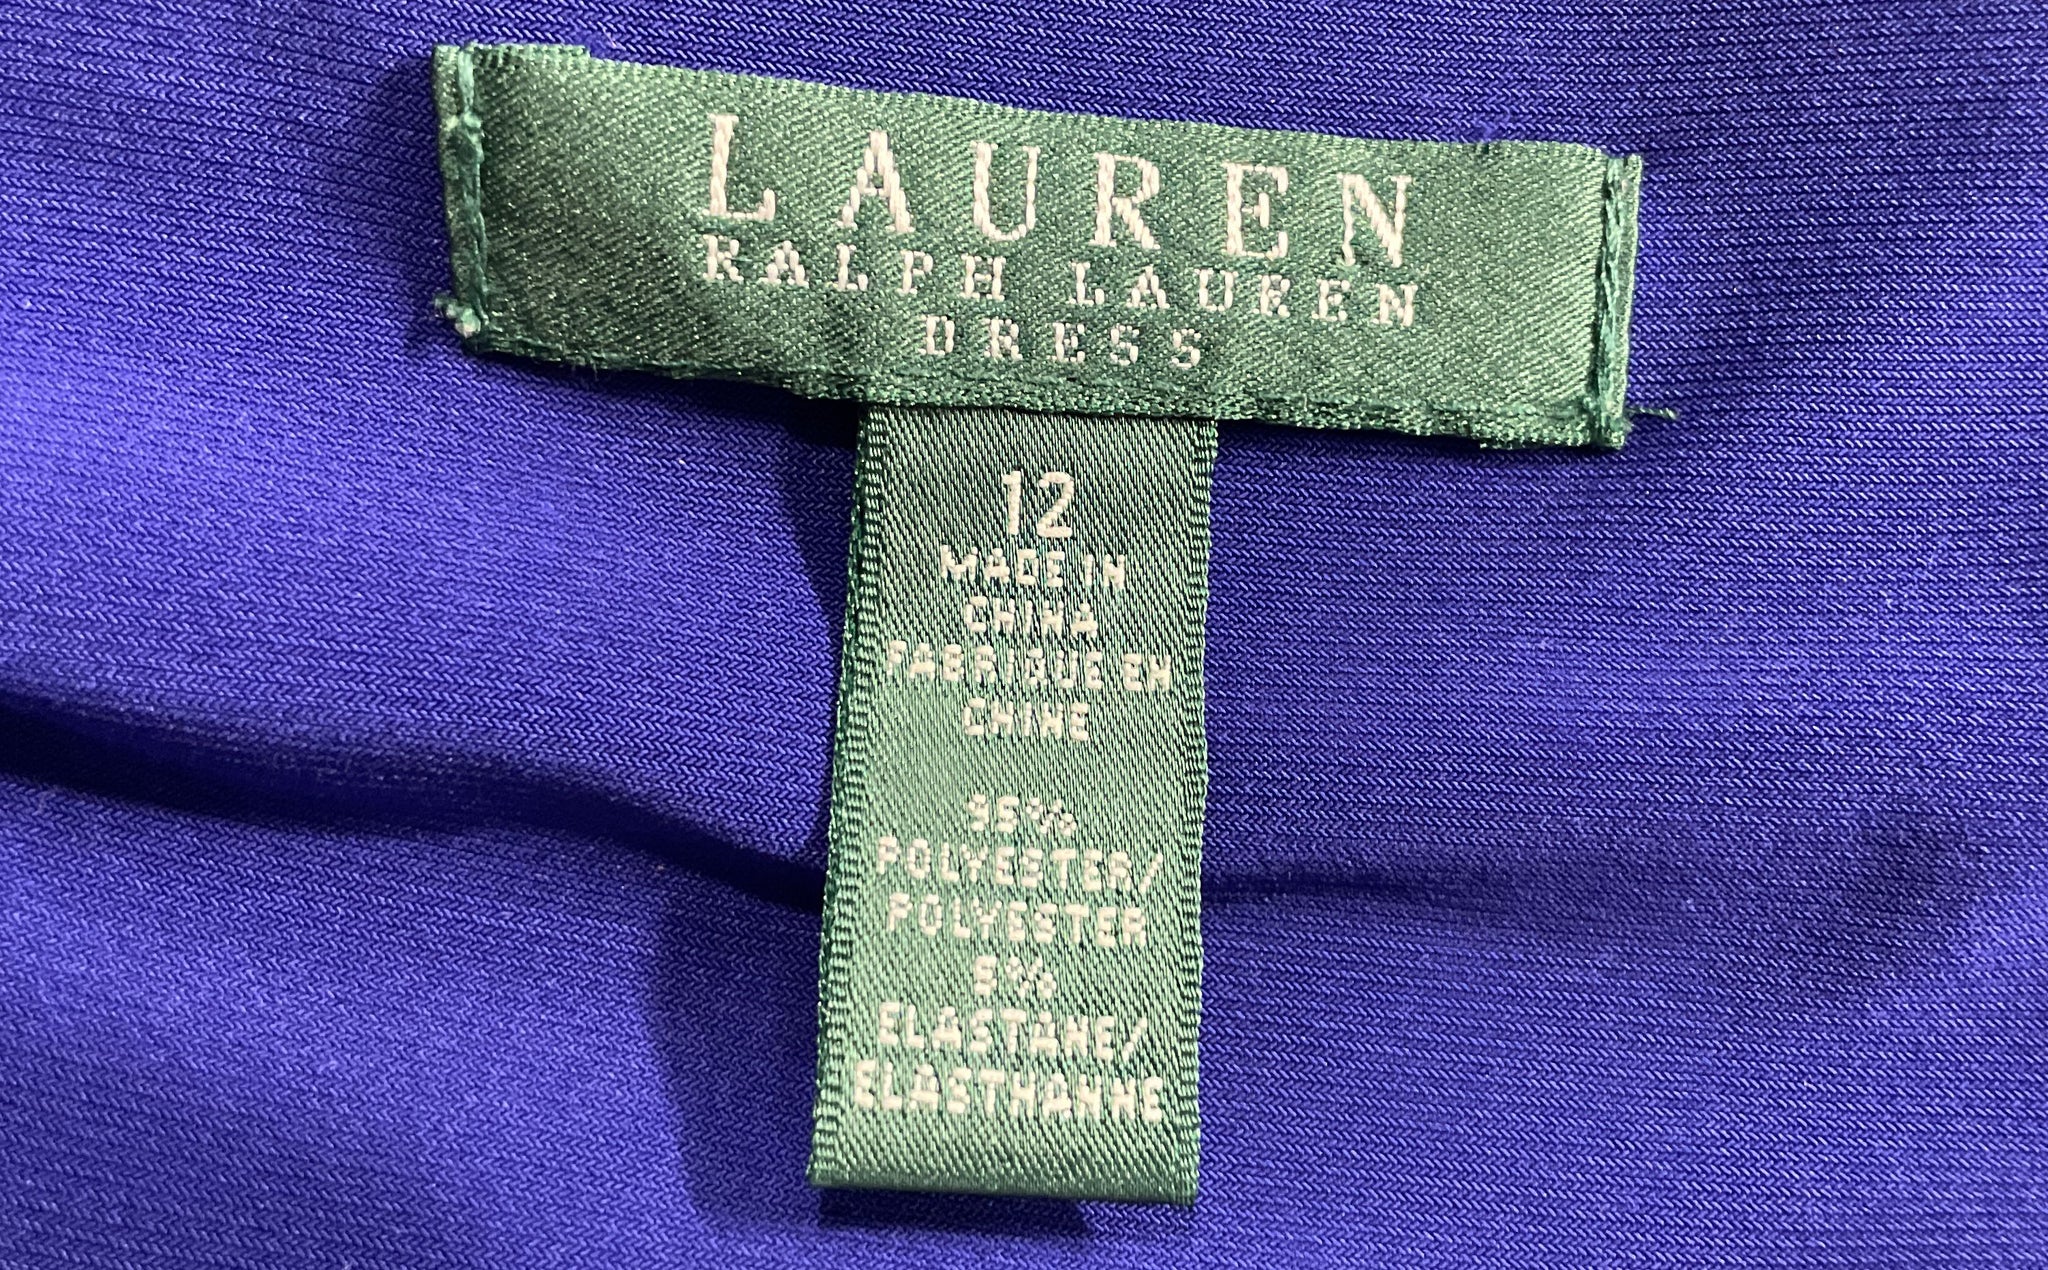 LAUREN
RALPH LAUREN
DRESS
12
MADE IN
CHINA
FABRIQUE EN
CHINE
95%
POLYESTER/
POLYESTER
5%
ELASTANE/
ELASTHANNE